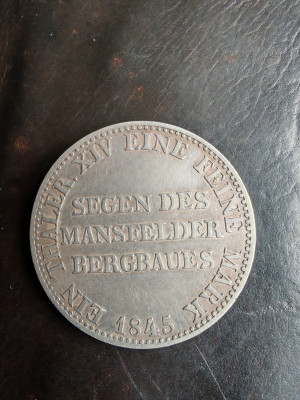 EIN THALER XIV EINE FEINE MARK
SEGEN DES
MANSFELDER
BERGBAUES
1845